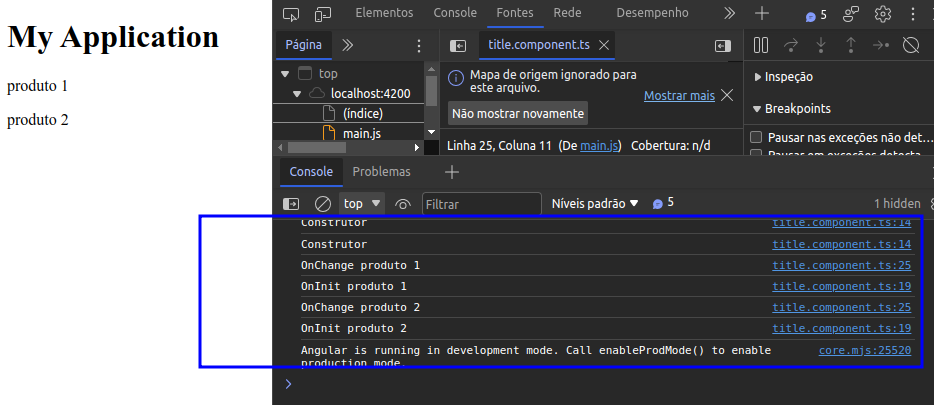 My Application
produto 1
produto 2
Elementos Console Fontes Rede Desempenho 5
Página title.component.ts
top
localhost:4200
(índice)
main.js
Mapa de origem ignorado para
este arquivo.
Mostrar mais
Não mostrar novamente
Linha 25, Coluna 11 (De main.js) Cobertura: n/d
Inspeção
Breakpoints
Pausar nas exceções não det...
Pausar em exceções detecta
Console Problemas
top Filtrar Níveis padrão 5 1 hidden
Construtor title.component.ts:14
Construtor title.component.ts:14
OnChange produto 1 title.component.ts:25
OnInit produto 1 title.component.ts:19
OnChange produto 2 title.component.ts:25
OnInit produto 2 title.component.ts:19
Angular is running in development mode. Call enableProdMode() to enable core.mjs:25520
production mode.